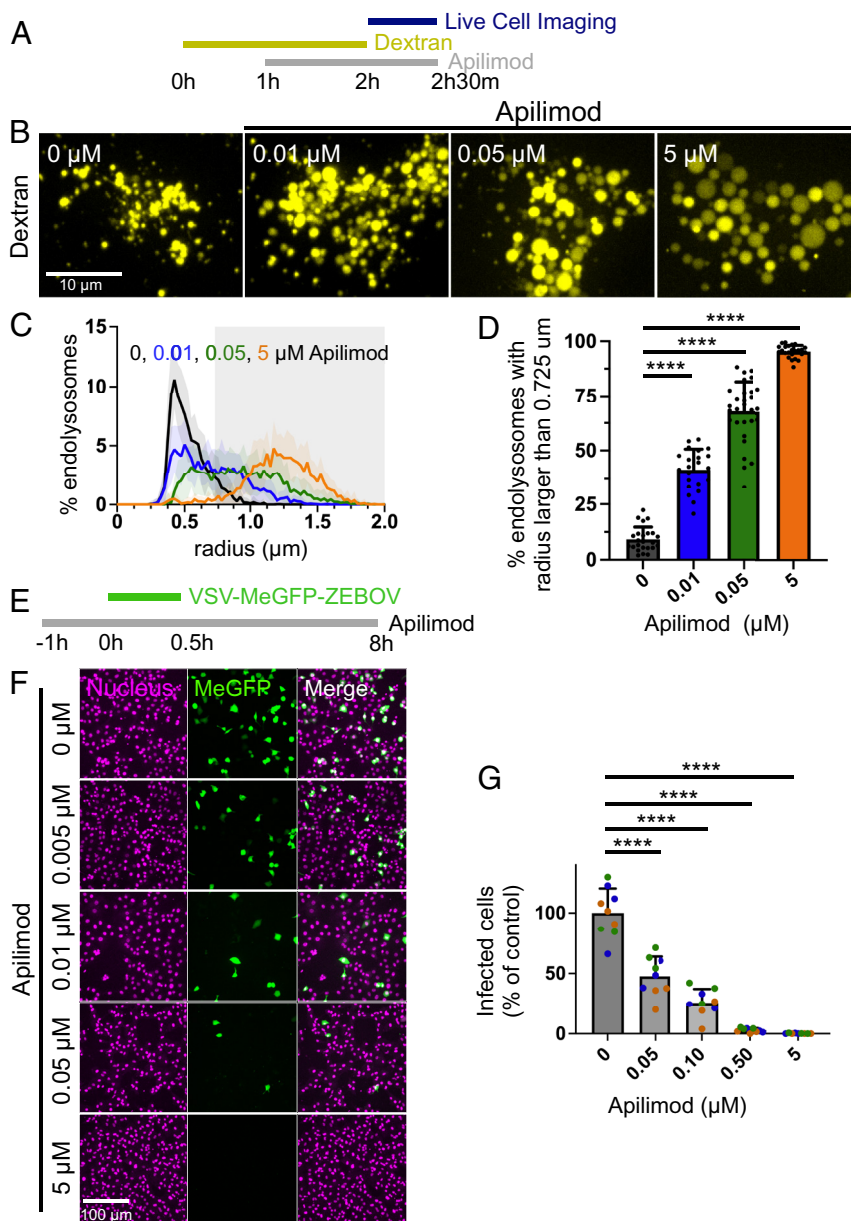 A
Live Cell Imaging
Dextran
Apilimod
0h 1h 2h 2h30m
B
Apilimod
0 µM 0.01 µM 0.05 µM 5 µM
Dextran
10 µm
C
0, 0.01, 0.05, 5 µM Apilimod
% endolysosomes
15
10
5
0
0 0.5 1.0 1.5 2.0
radius (µm)
D
**** 
****
****
% endolysosomes with
radius larger than 0.725 um
100
75
50
25
0
0 0.01 0.05 5
Apilimod (µM)
E
VSV-MeGFP-ZEBOV
Apilimod
-1h 0h 0.5h 8h
F
Nucleus MeGFP Merge
Apilimod
0 µM
0.005 µM
0.01 µM
0.05 µM
5 µM
100 µm
G
****
****
****
****
Infected cells
(% of control)
100
50
0
0 0.05 0.10 0.50 5
Apilimod (µM)